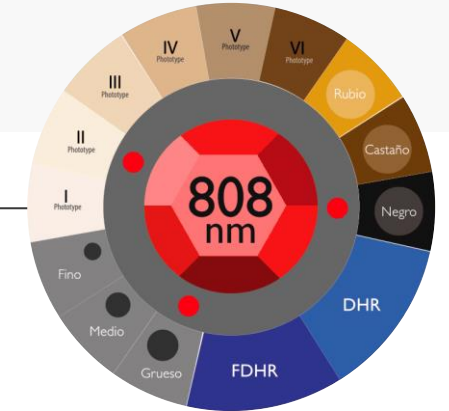 I
Phototype
II
Phototype
III
Phototype
IV
Phototype
V
Phototype
VI
Phototype
Rubio
Castaño
Negro
DHR
FDHR
Grueso
Medio
Fino
808
nm